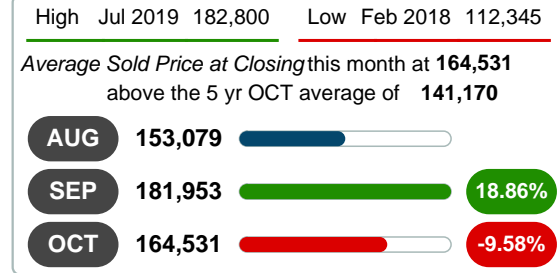 High Jul 2019 182,800 Low Feb 2018 112,345
Average Sold Price at Closing this month at 164,531
above the 5 yr OCT average of 141,170
AUG 153,079
SEP 181,953 18.86%
OCT 164,531 -9.58%